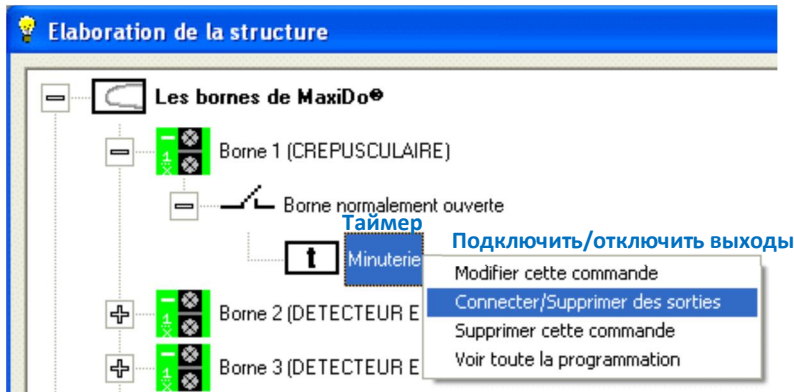 Elaboration de la structure
Les bornes de MaxiDo®
Borne 1 (CREPUSCULAIRE)
Borne normalement ouverte
Таймер
t Minuterie
Подключить/отключить выходы
Modifier cette commande
Connecter/Supprimer des sorties
Supprimer cette commande
Voir toute la programmation
Borne 2 (DETECTEUR E
Borne 3 (DETECTEUR E